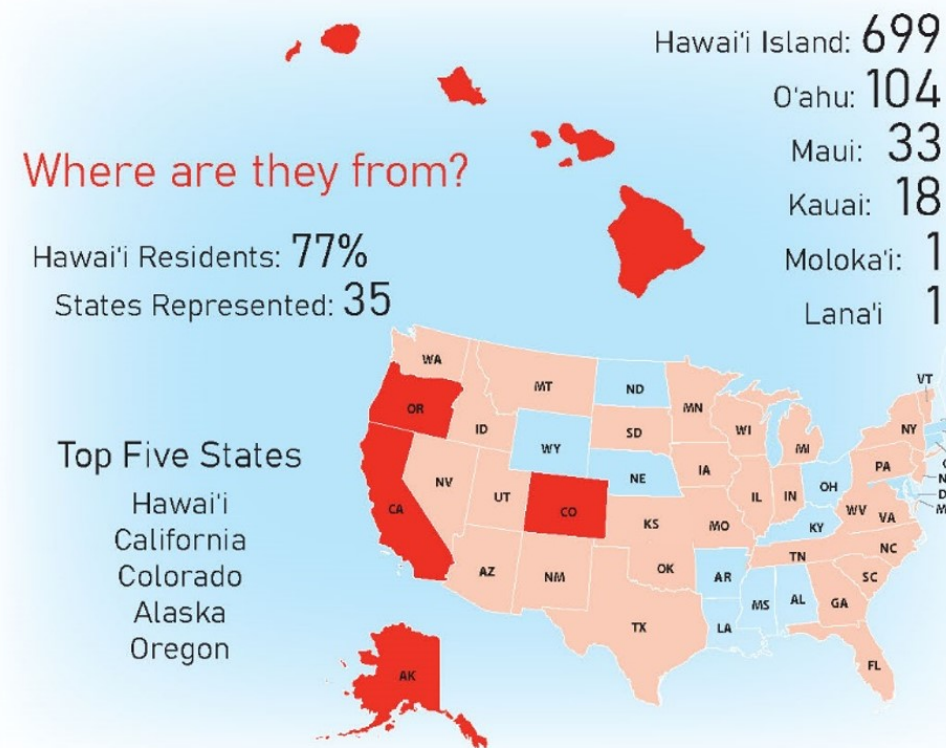 Hawai'i Island: 699
O'ahu: 104
Maui: 33
Kauai: 18
Moloka'i: 1
Lana'i 1
Where are they from?
Hawai'i Residents: 77%
States Represented: 35
Top Five States
Hawai'i
California
Colorado
Alaska
Oregon
WA
MT
ND
MN
VT
OR
ID
WY
SD
WI
MI
NY
NV
UT
CO
NE
IA
IL
IN
OH
PA
CA
KS
MO
KY
WV
VA
AZ
NM
OK
AR
TN
NC
SC
TX
LA
MS
AL
GA
FL
AK